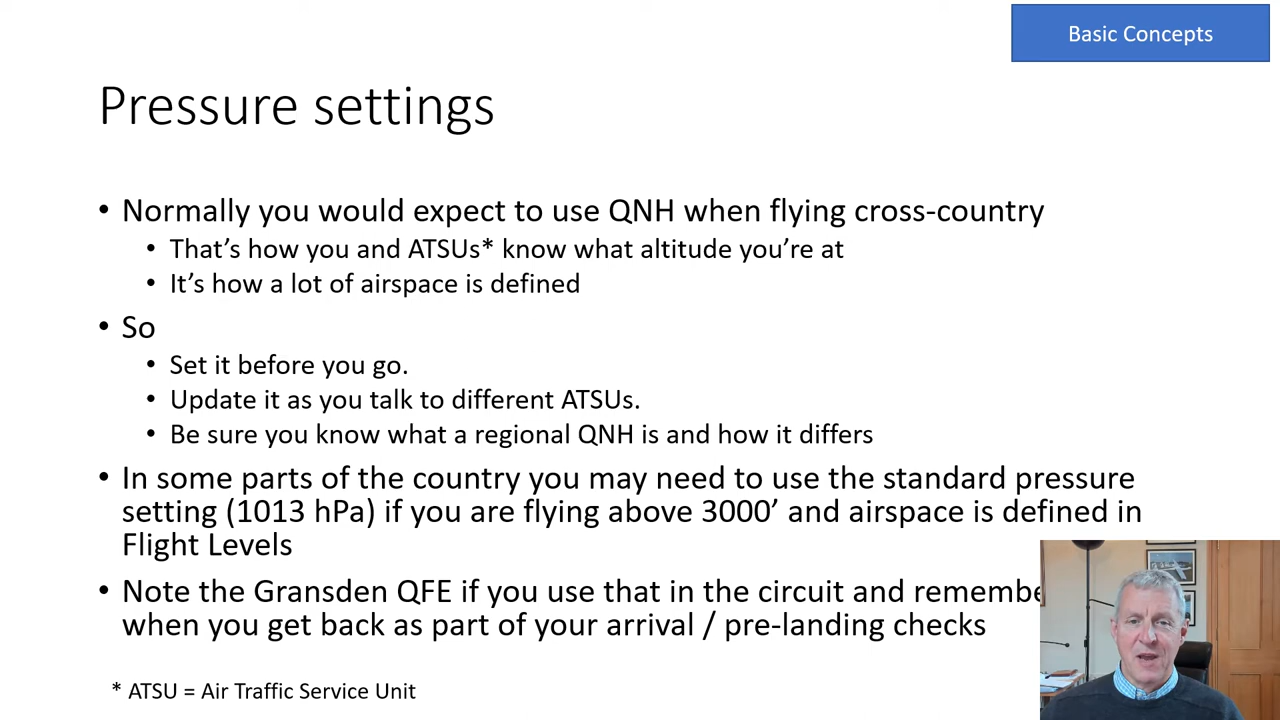 Basic Concepts
Pressure settings
• Normally you would expect to use QNH when flying cross-country
• That's how you and ATSUs* know what altitude you're at
• It's how a lot of airspace is defined
• So
• Set it before you go.
• Update it as you talk to different ATSUs.
• Be sure you know what a regional QNH is and how it differs
• In some parts of the country you may need to use the standard pressure
setting (1013 hPa) if you are flying above 3000’ and airspace is defined in
Flight Levels
• Note the Gransden QFE if you use that in the circuit and
when you get back as part of your arrival / pre-landing checks
* ATSU = Air Traffic Service Unit